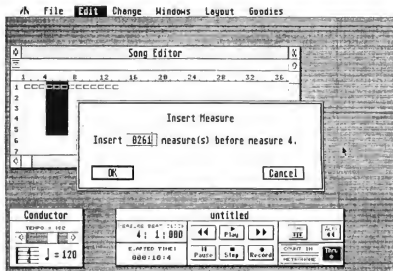 File Edit Change Windows Layout Goodies
Song Editor
1 4 8 12 16 20 24 28 32 36
1
2
3
4
5
6
7
Insert Measure
Insert 0261 measure(s) before measure 4.
OK Cancel
Conductor
TEMPO = 102
= 120
untitled
4: 1:000
Play
ELAPSED TIME:
000:10:4
Pause Stop Record
COUNT IN
METRONOME
Thru